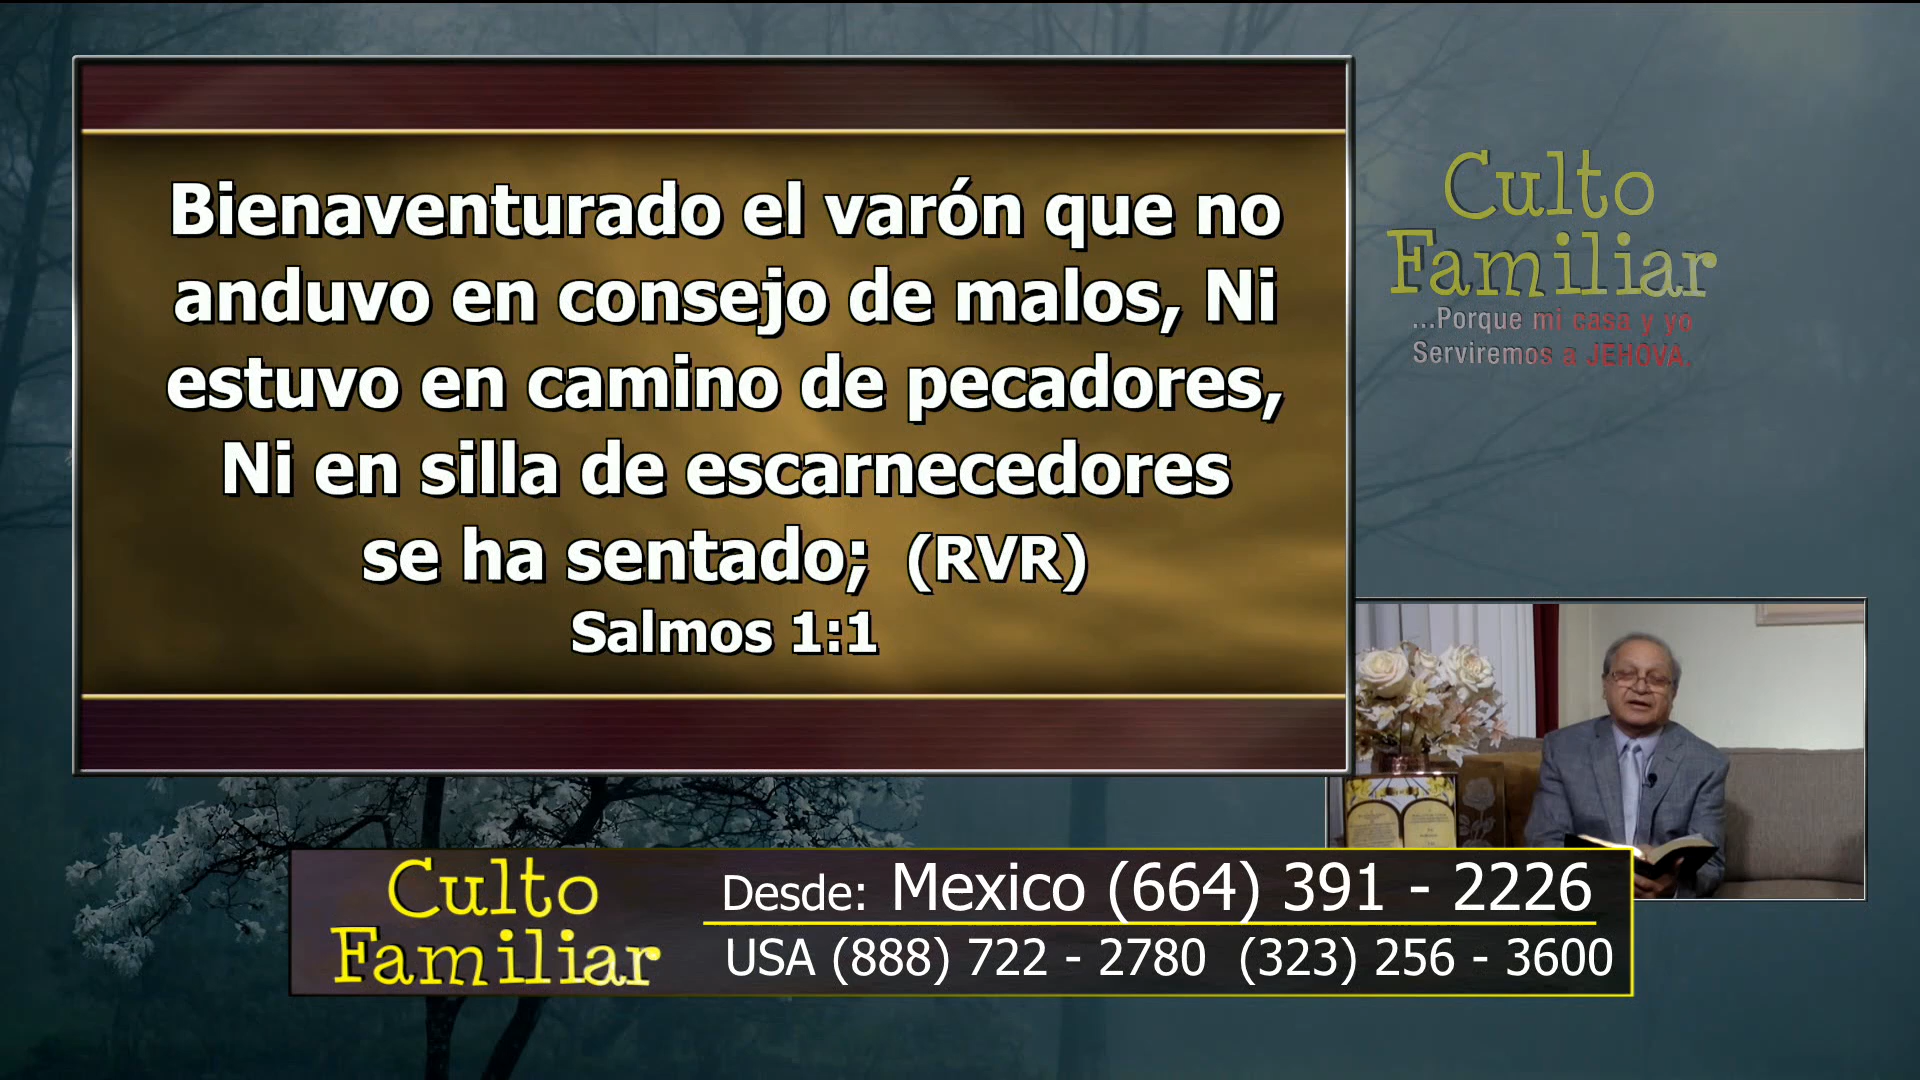 Bienaventurado el varón que no
anduvo en consejo de malos, Ni
estuvo en camino de pecadores,
Ni en silla de escarnecedores
se ha sentado; (RVR)
Salmos 1:1
Culto
Familiar
...Porque mi casa y yo
Serviremos a JEHOVA.
Culto
Familiar
Desde: Mexico (664) 391 - 2226
USA (888) 722 - 2780 (323) 256 - 3600